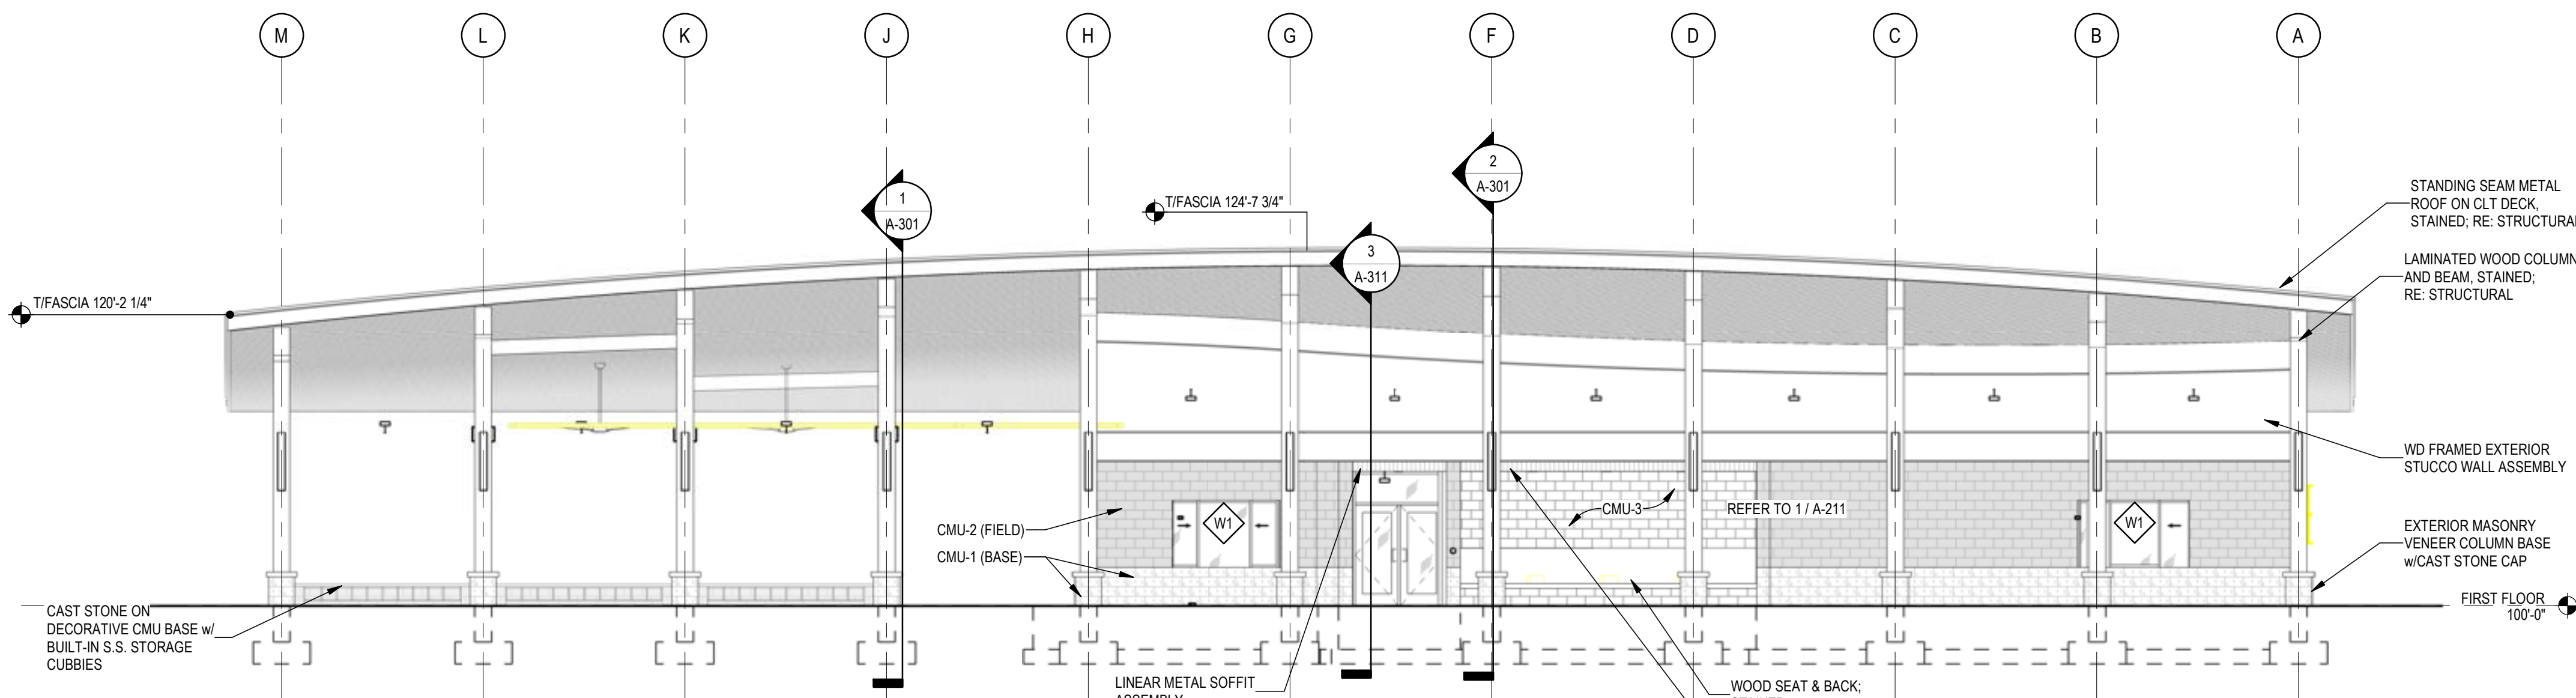 M
L
K
J
H
G
F
D
C
B
A
1
A-301
2
A-301
3
A-311
T/FASCIA 124'-7 3/4"
T/FASCIA 120'-2 1/4"
STANDING SEAM METAL
ROOF ON CLT DECK,
STAINED; RE: STRUCTURAL
LAMINATED WOOD COLUMN
AND BEAM, STAINED;
RE: STRUCTURAL
WD FRAMED EXTERIOR
STUCCO WALL ASSEMBLY
CMU-2 (FIELD)
CMU-1 (BASE)
W1
CMU-3
REFER TO 1 / A-211
W1
EXTERIOR MASONRY
VENEER COLUMN BASE
w/CAST STONE CAP
FIRST FLOOR
100'-0"
CAST STONE ON
DECORATIVE CMU BASE w/
BUILT-IN S.S. STORAGE
CUBBIES
LINEAR METAL SOFFIT
WOOD SEAT & BACK;